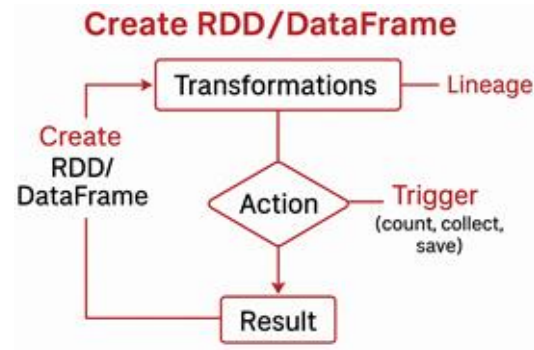 Create RDD/DataFrame
Transformations
Lineage
Create
RDD/
DataFrame
Action
Trigger
(count, collect,
save)
Result